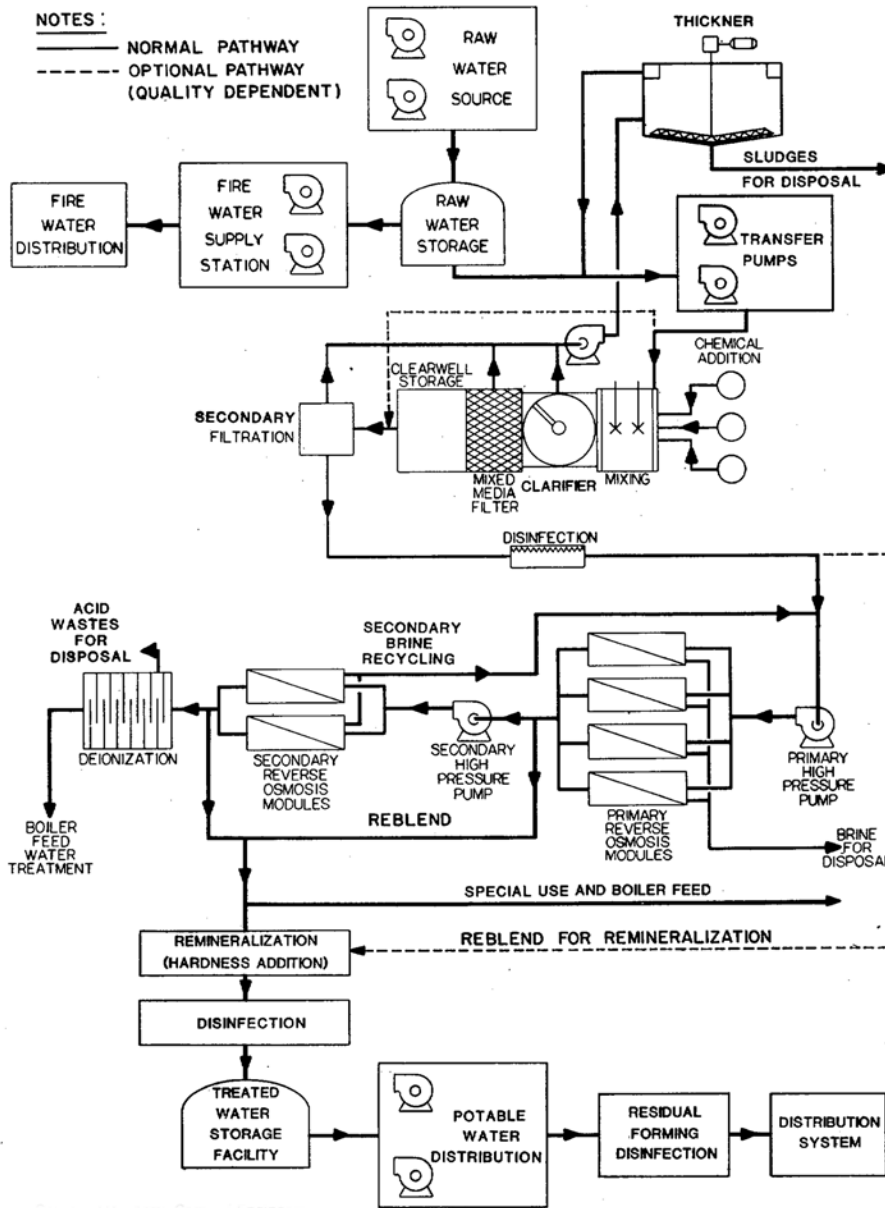 NOTES :
NORMAL PATHWAY
OPTIONAL PATHWAY
(QUALITY DEPENDENT)
RAW
WATER
SOURCE
THICKNER
SLUDGES
FOR DISPOSAL
FIRE
WATER
DISTRIBUTION
FIRE
WATER
SUPPLY
STATION
RAW
WATER
STORAGE
TRANSFER
PUMPS
CHEMICAL
ADDITION
CLEARWELL
STORAGE
SECONDARY
FILTRATION
MIXED
MEDIA
FILTER
CLARIFIER
MIXING
DISINFECTION
ACID
WASTES
FOR
DISPOSAL
SECONDARY
BRINE
RECYCLING
DEIONIZATION
SECONDARY
REVERSE
OSMOSIS
MODULES
SECONDARY
HIGH
PRESSURE
PUMP
PRIMARY
REVERSE
OSMOSIS
MODULES
PRIMARY
HIGH
PRESSURE
PUMP
BOILER
FEED
WATER
TREATMENT
REBLEND
BRINE
FOR
DISPOSAL
SPECIAL USE AND BOILER FEED
REMINERALIZATION
(HARDNESS ADDITION)
REBLEND FOR REMINERALIZATION
DISINFECTION
TREATED
WATER
STORAGE
FACILITY
POTABLE
WATER
DISTRIBUTION
RESIDUAL
FORMING
DISINFECTION
DISTRIBUTION
SYSTEM